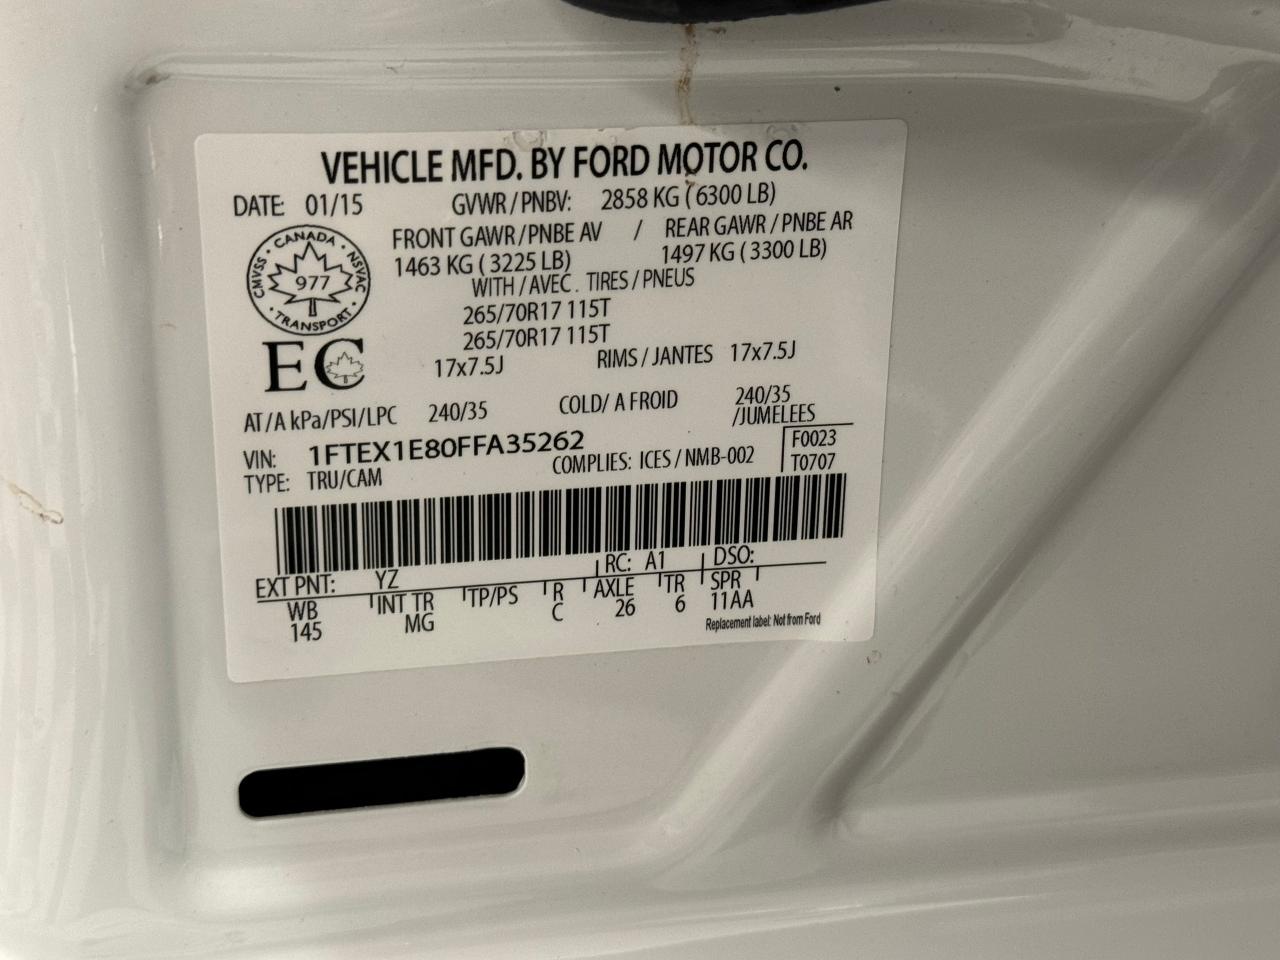 VEHICLE MFD. BY FORD MOTOR CO.
DATE: 01/15 GVWR/PNBV: 2858 KG ( 6300 LB)
FRONT GAWR/PNBE AV / REAR GAWR / PNBE AR
1463 KG ( 3225 LB) 1497 KG ( 3300 LB)
WITH / AVEC . TIRES / PNEUS
265/70R17 115T
265/70R17 115T
17x7.5J RIMS / JANTES 17x7.5J
CANADA
CMVSS 977 NSVAC
TRANSPORT
EC
AT/A kPa/PSI/LPC 240/35 COLD/ A FROID 240/35
/JUMELEES
VIN: 1FTEX1E80FFA35262 F0023
TYPE: TRU/CAM COMPLIES: ICES / NMB-002 T0707
EXT PNT: YZ RC: A1 DSO:
WB INT TR TP/PS R AXLE TR SPR
145 MG C 26 6 11AA
Replacement label: Not from Ford